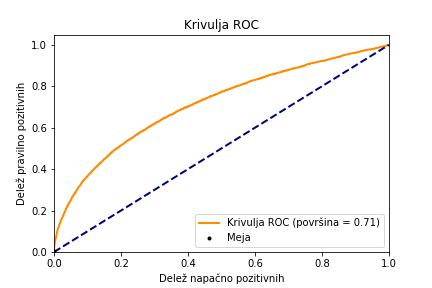 Krivulja ROC
1.0
0.8
0.6
0.4
0.2
0.0
Delež pravilno pozitivnih
Krivulja ROC (površina = 0.71)
Meja
0.0 0.2 0.4 0.6 0.8 1.0
Delež napačno pozitivnih